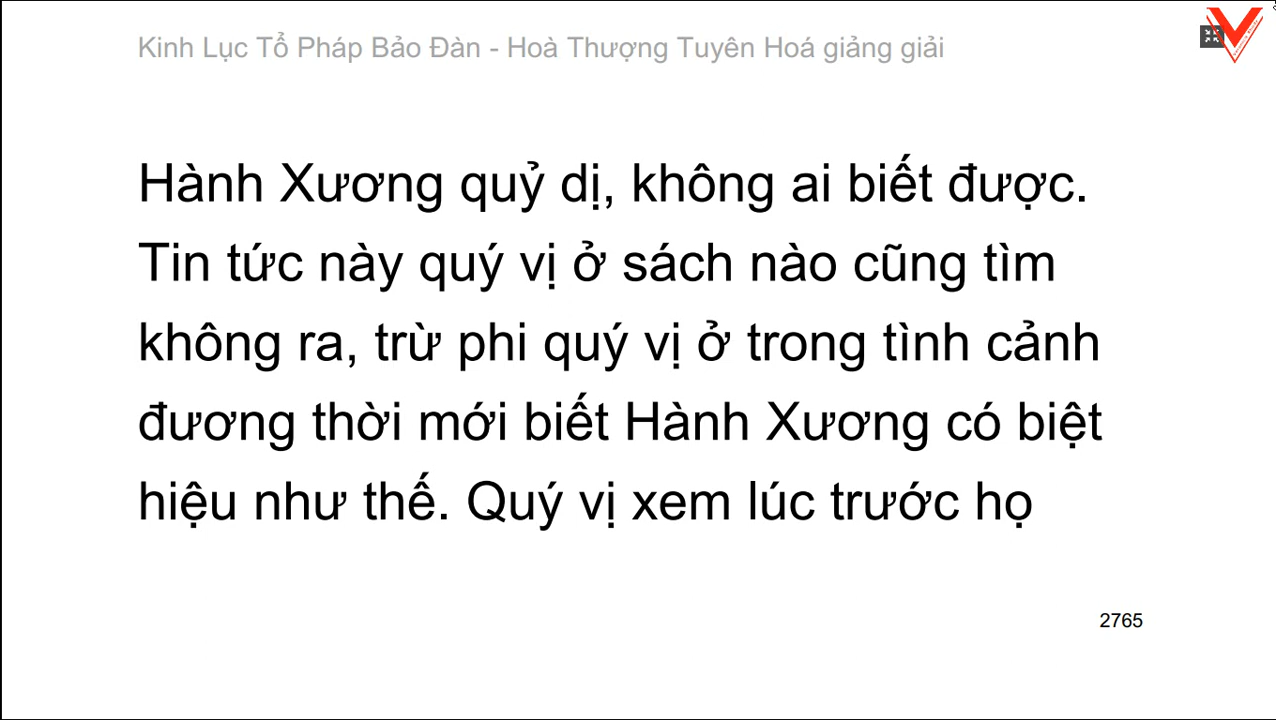 Kinh Lục Tổ Pháp Bảo Đàn - Hoà Thượng Tuyên Hoá giảng giải
Hành Xương quỷ dị, không ai biết được.
Tin tức này quý vị ở sách nào cũng tìm
không ra, trừ phi quý vị ở trong tình cảnh
đương thời mới biết Hành Xương có biệt
hiệu như thế. Quý vị xem lúc trước họ
2765